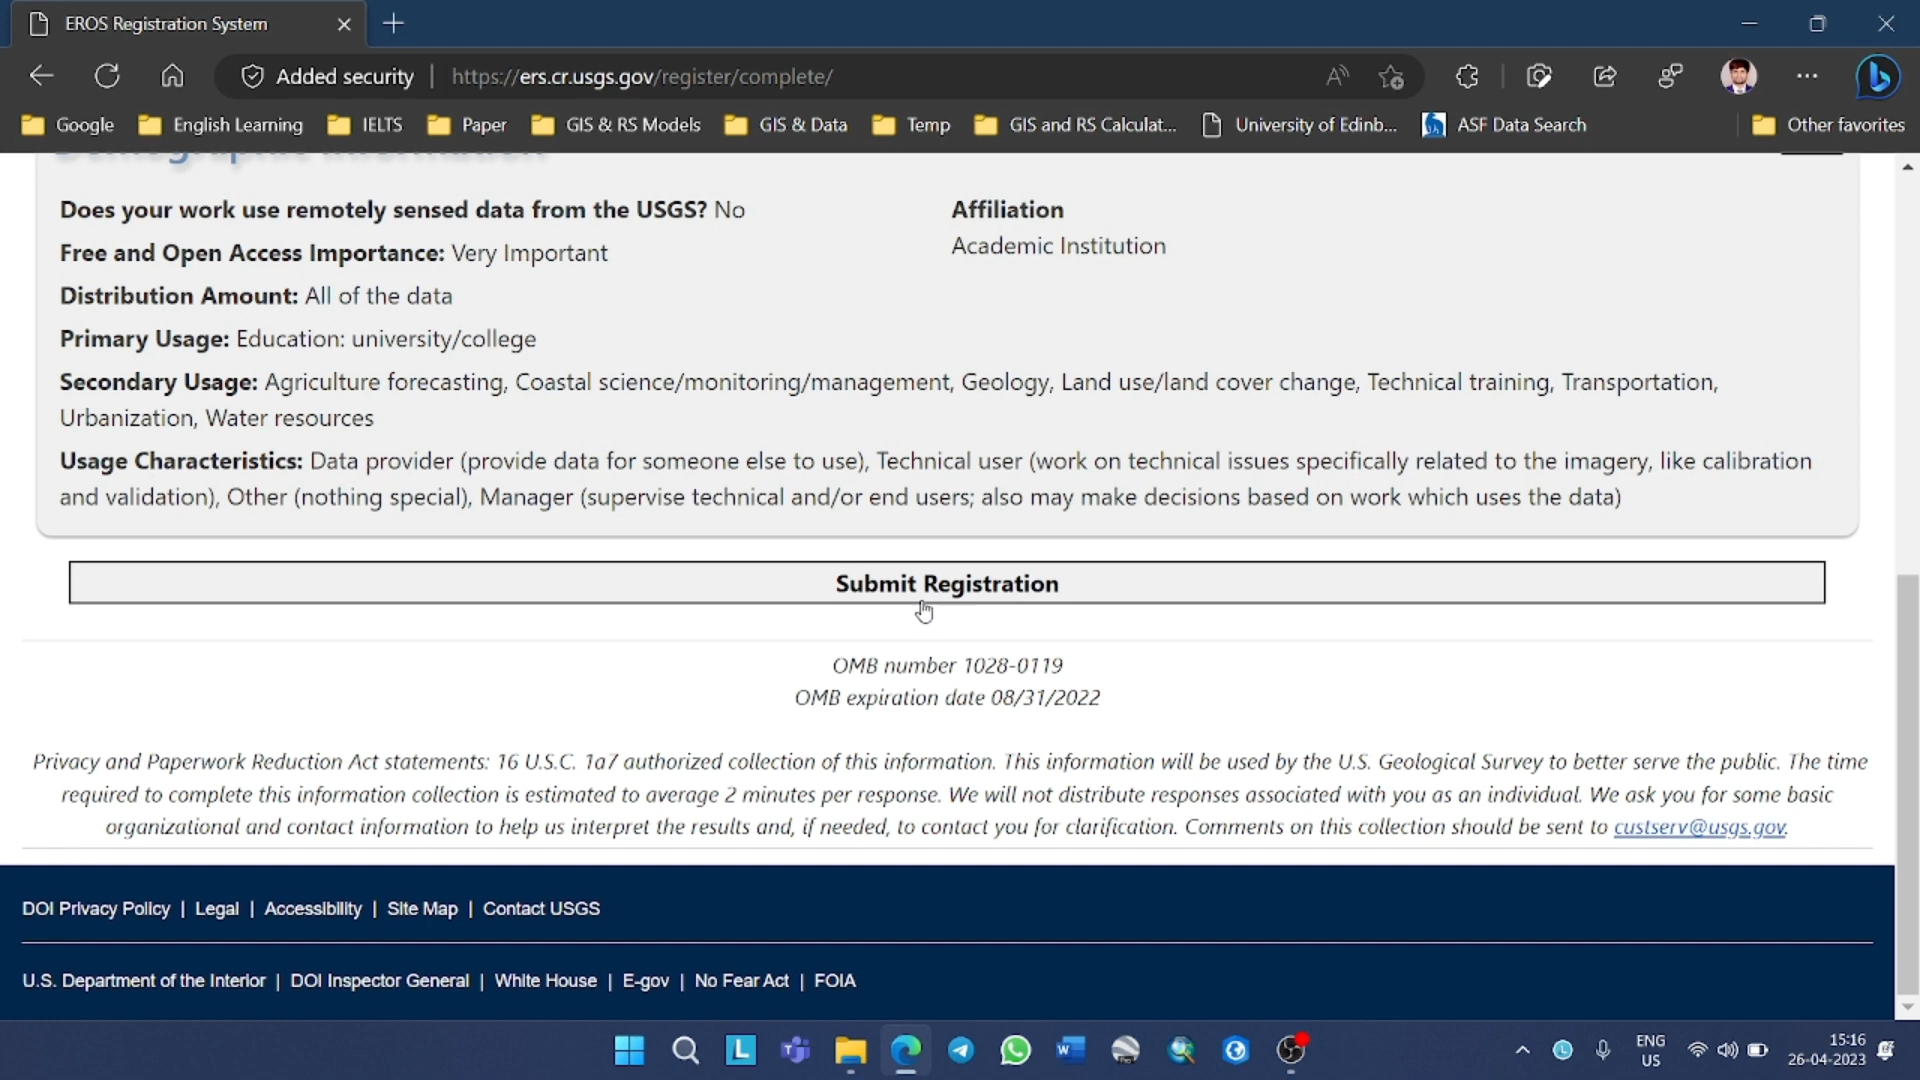 EROS Registration System
Added security | https://ers.cr.usgs.gov/register/complete/
Google English Learning IELTS Paper GIS & RS Models GIS & Data Temp GIS and RS Calculat... University of Edinb... ASF Data Search Other favorites
Does your work use remotely sensed data from the USGS? No
Affiliation
Free and Open Access Importance: Very Important
Academic Institution
Distribution Amount: All of the data
Primary Usage: Education: university/college
Secondary Usage: Agriculture forecasting, Coastal science/monitoring/management, Geology, Land use/land cover change, Technical training, Transportation,
Urbanization, Water resources
Usage Characteristics: Data provider (provide data for someone else to use), Technical user (work on technical issues specifically related to the imagery, like calibration
and validation), Other (nothing special), Manager (supervise technical and/or end users; also may make decisions based on work which uses the data)
Submit Registration
OMB number 1028-0119
OMB expiration date 08/31/2022
Privacy and Paperwork Reduction Act statements: 16 U.S.C. 1a7 authorized collection of this information. This information will be used by the U.S. Geological Survey to better serve the public. The time
required to complete this information collection is estimated to average 2 minutes per response. We will not distribute responses associated with you as an individual. We ask you for some basic
organizational and contact information to help us interpret the results and, if needed, to contact you for clarification. Comments on this collection should be sent to custserv@usgs.gov.
DOI Privacy Policy | Legal | Accessibility | Site Map | Contact USGS
U.S. Department of the Interior | DOI Inspector General | White House | E-gov | No Fear Act | FOIA
ENG
US
15:16
26-04-2023